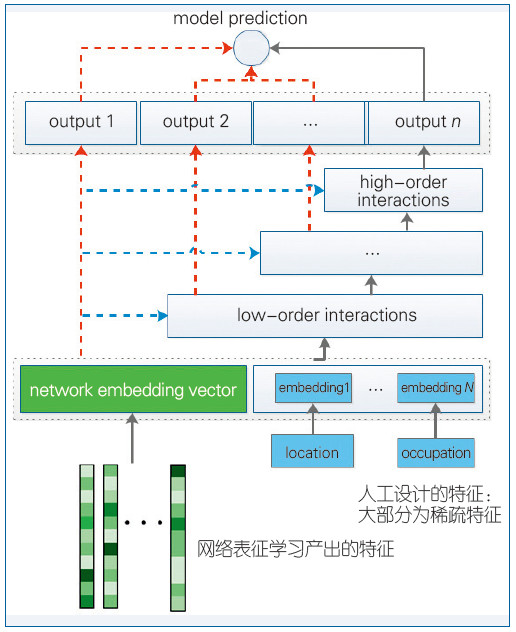 model prediction
output 1
output 2
...
output n
high-order
interactions
...
low-order interactions
network embedding vector
embedding1
...
embedding N
location
occupation
人工设计的特征：
大部分为稀疏特征
...
网络表征学习产出的特征